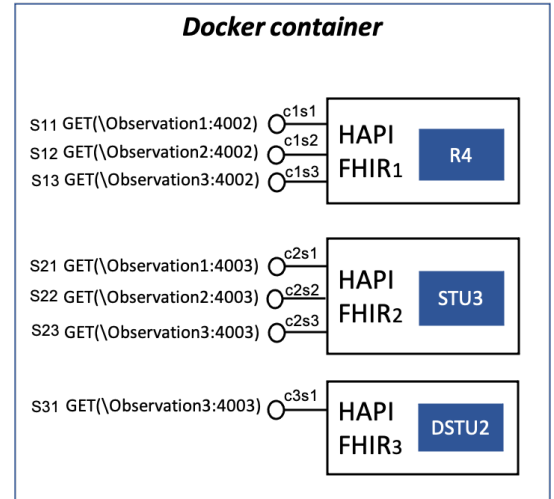 Docker container
S11 GET(\Observation1:4002) c1s1
S12 GET(\Observation2:4002) c1s2
S13 GET(\Observation3:4002) c1s3
HAPI
FHIR1
R4
S21 GET(\Observation1:4003) c2s1
S22 GET(\Observation2:4003) c2s2
S23 GET(\Observation3:4003) c2s3
HAPI
FHIR2
STU3
S31 GET(\Observation3:4003) c3s1
HAPI
FHIR3
DSTU2